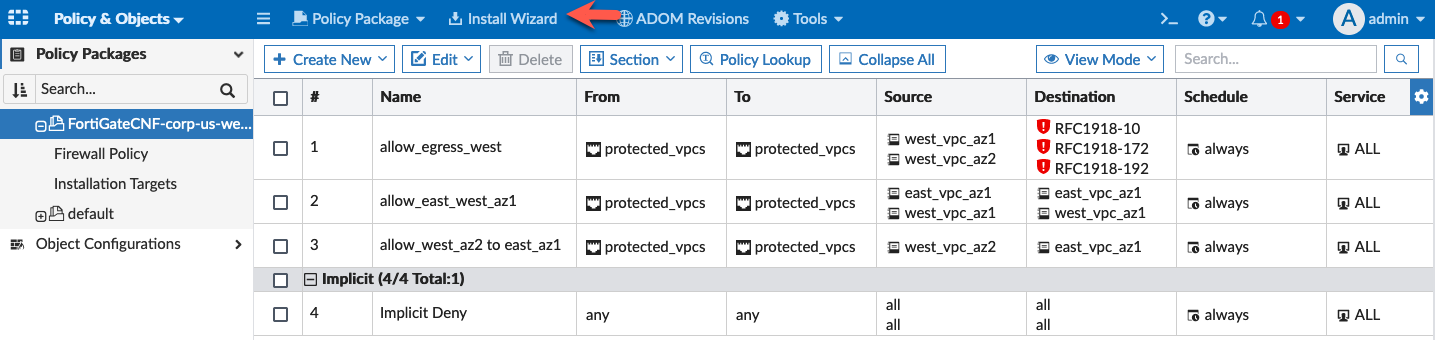 Policy & Objects
Policy Package
Install Wizard
ADOM Revisions
Tools
>_
?
1
A
admin
Policy Packages
Search...
FortiGateCNF-corp-us-we...
Firewall Policy
Installation Targets
default
Object Configurations
Create New
Edit
Delete
Section
Policy Lookup
Collapse All
View Mode
Search...
# Name From To Source Destination Schedule Service
1 allow_egress_west protected_vpcs protected_vpcs west_vpc_az1 RFC1918-10 always ALL
west_vpc_az2 RFC1918-172
RFC1918-192
2 allow_east_west_az1 protected_vpcs protected_vpcs east_vpc_az1 east_vpc_az1 always ALL
west_vpc_az1 west_vpc_az1
3 allow_west_az2 to east_az1 protected_vpcs protected_vpcs west_vpc_az2 east_vpc_az1 always ALL
Implicit (4/4 Total:1)
4 Implicit Deny any any all all always ALL
all all